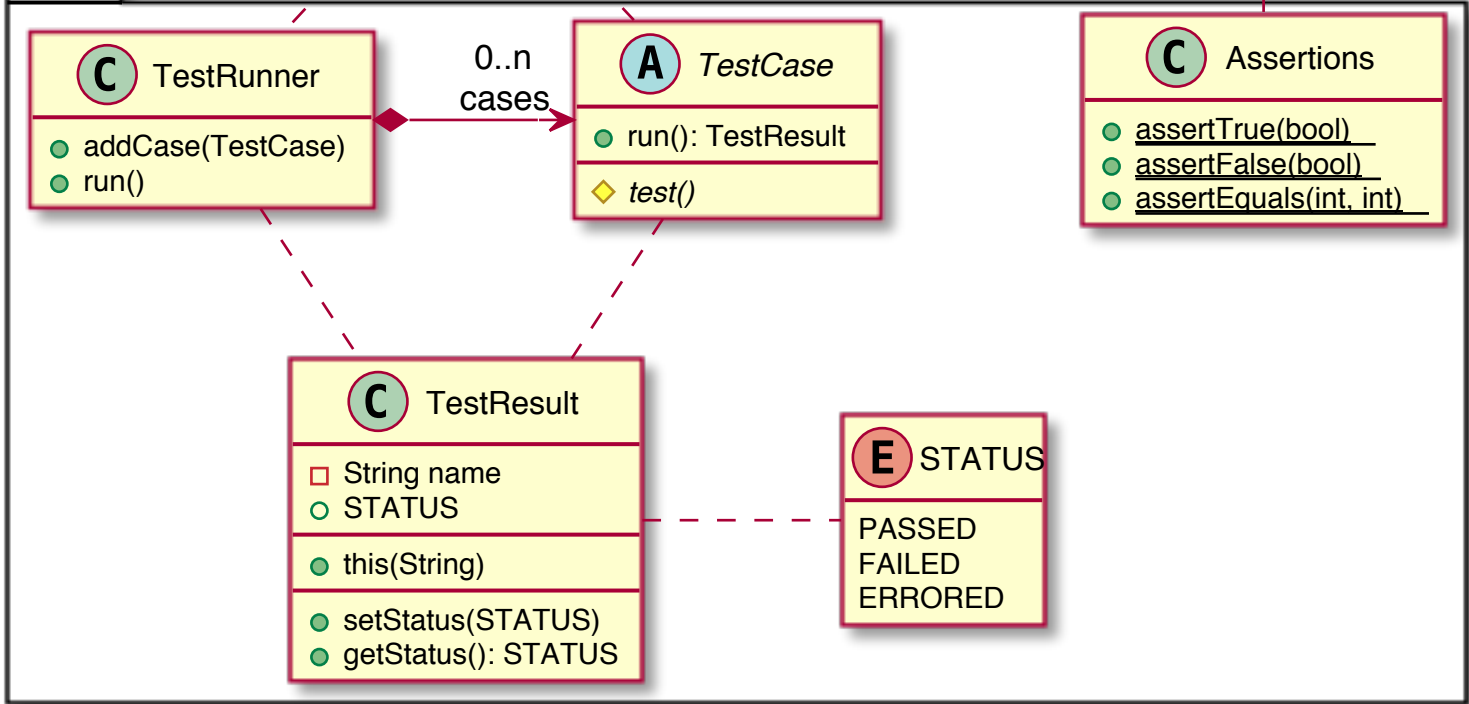 C TestRunner
addCase(TestCase)
run()
0..n
cases
A TestCase
run(): TestResult
test()
C Assertions
assertTrue(bool)
assertFalse(bool)
assertEquals(int, int)
C TestResult
String name
STATUS
this(String)
setStatus(STATUS)
getStatus(): STATUS
E STATUS
PASSED
FAILED
ERRORED